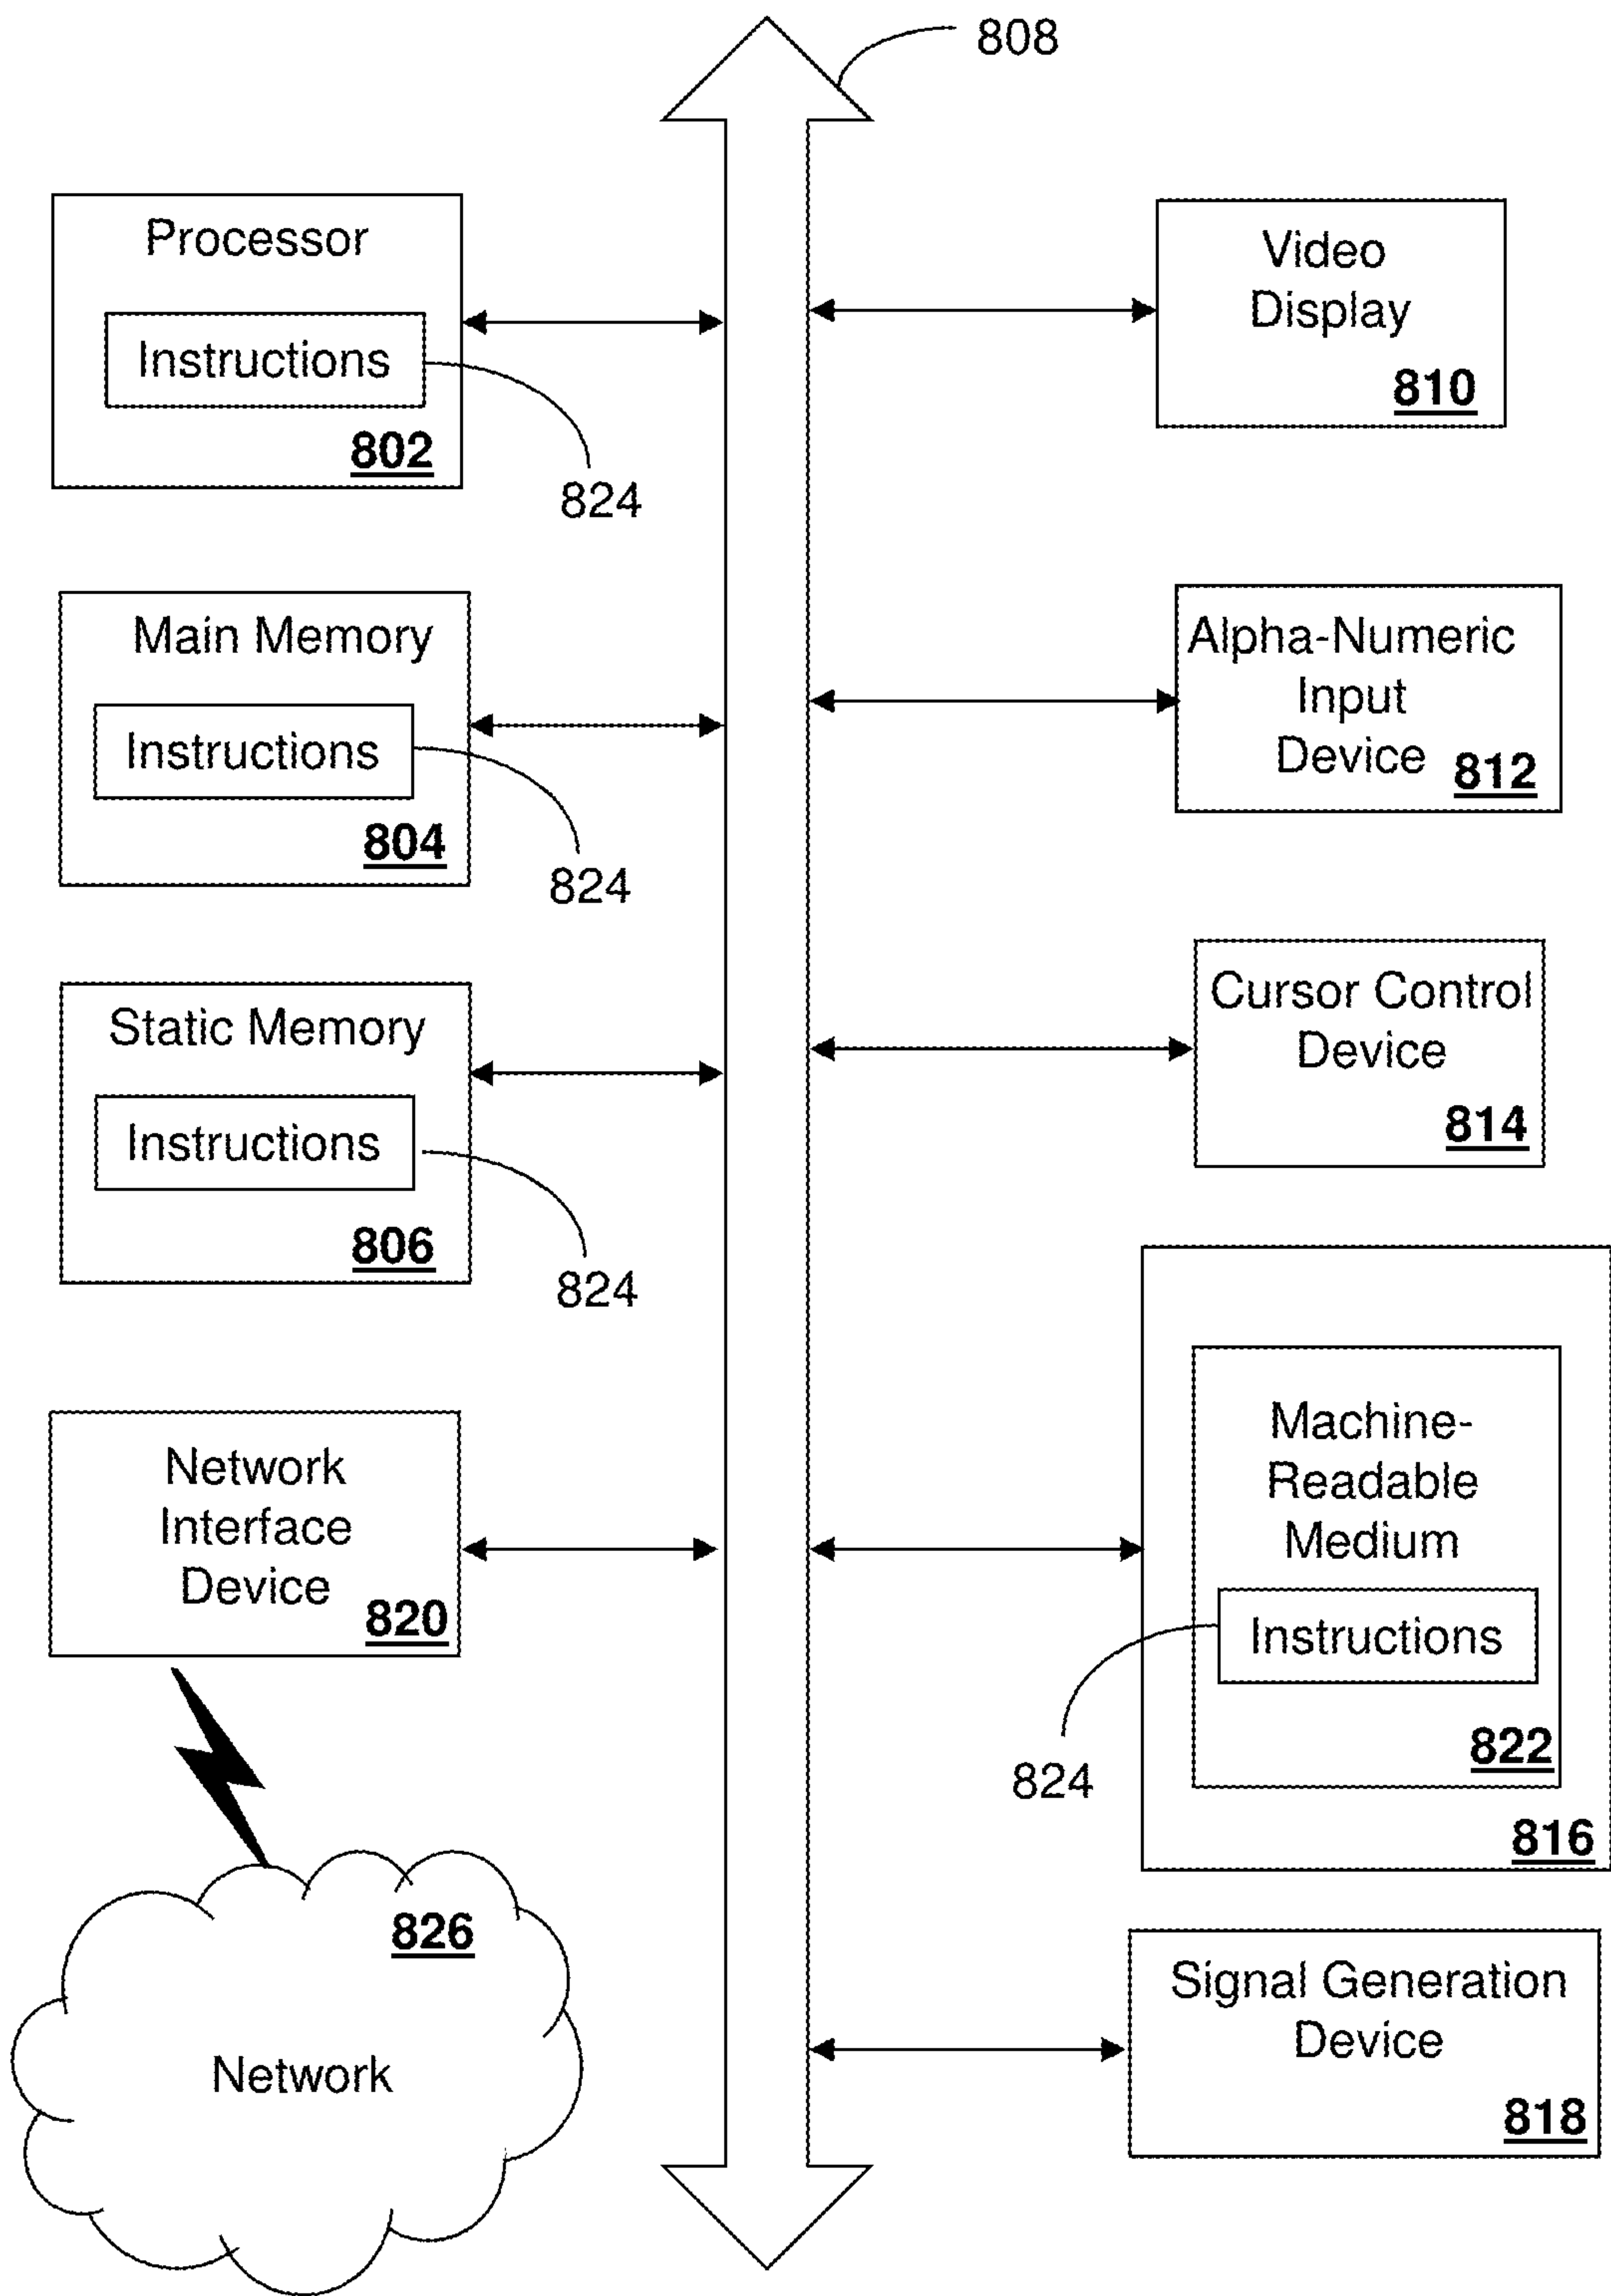 808
Processor
Instructions
802
824
Main Memory
Instructions
804
824
Static Memory
Instructions
806
824
Network
Interface
Device
820
826
Network
Video
Display
810
Alpha-Numeric
Input
Device 812
Cursor Control
Device
814
Machine-
Readable
Medium
Instructions
822
824
816
Signal Generation
Device
818